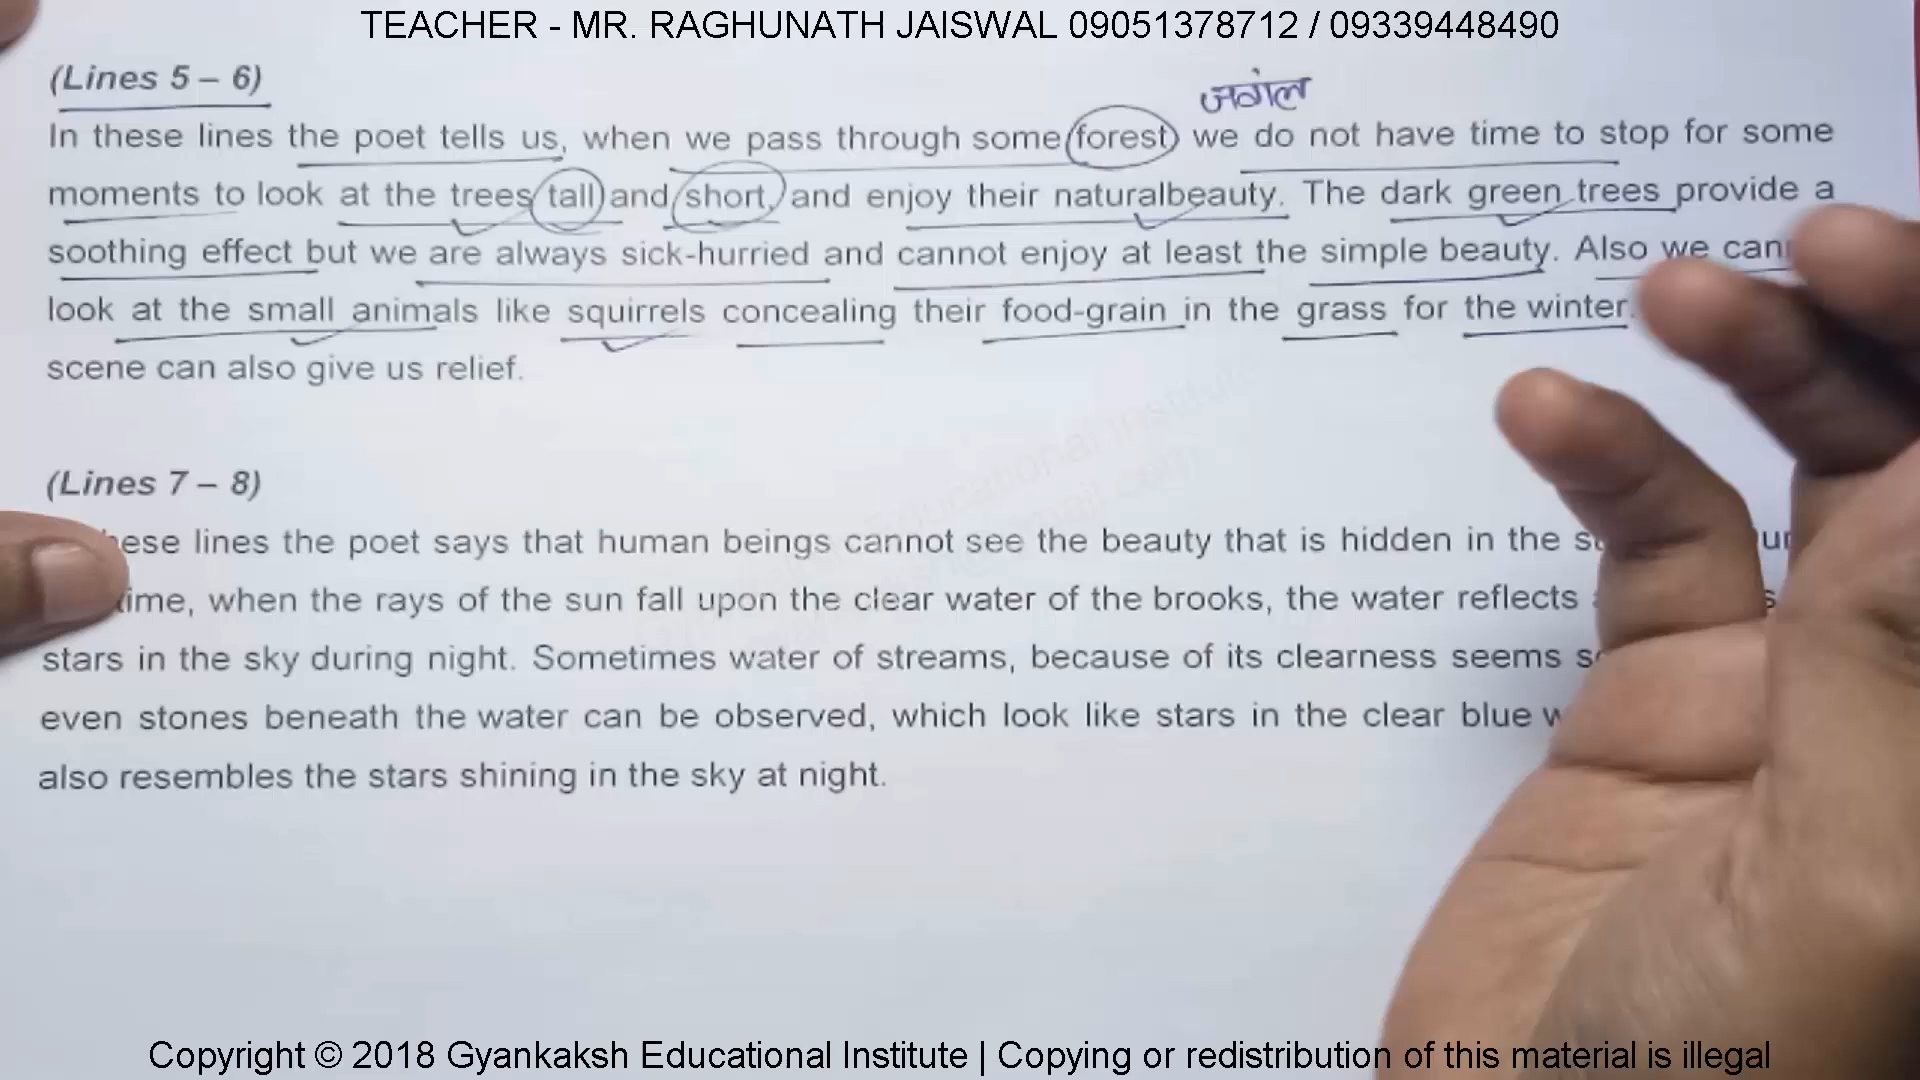 TEACHER - MR. RAGHUNATH JAISWAL 09051378712 / 09339448490
(Lines 5 – 6)
जंगल
In these lines the poet tells us, when we pass through some forest we do not have time to stop for some
moments to look at the trees tall and short, and enjoy their naturalbeauty. The dark green trees provide a
soothing effect but we are always sick-hurried and cannot enjoy at least the simple beauty. Also we
look at the small animals like squirrels concealing their food-grain in the grass for the winter.
scene can also give us relief.
(Lines 7 – 8)
lines the poet says that human beings cannot see the beauty that is hidden in the
when the rays of the sun fall upon the clear water of the brooks, the water reflects
stars in the sky during night. Sometimes water of streams, because of its clearness seems
even stones beneath the water can be observed, which look like stars in the clear blue
also resembles the stars shining in the sky at night.
Copyright © 2018 Gyankaksh Educational Institute | Copying or redistribution of this material is illegal